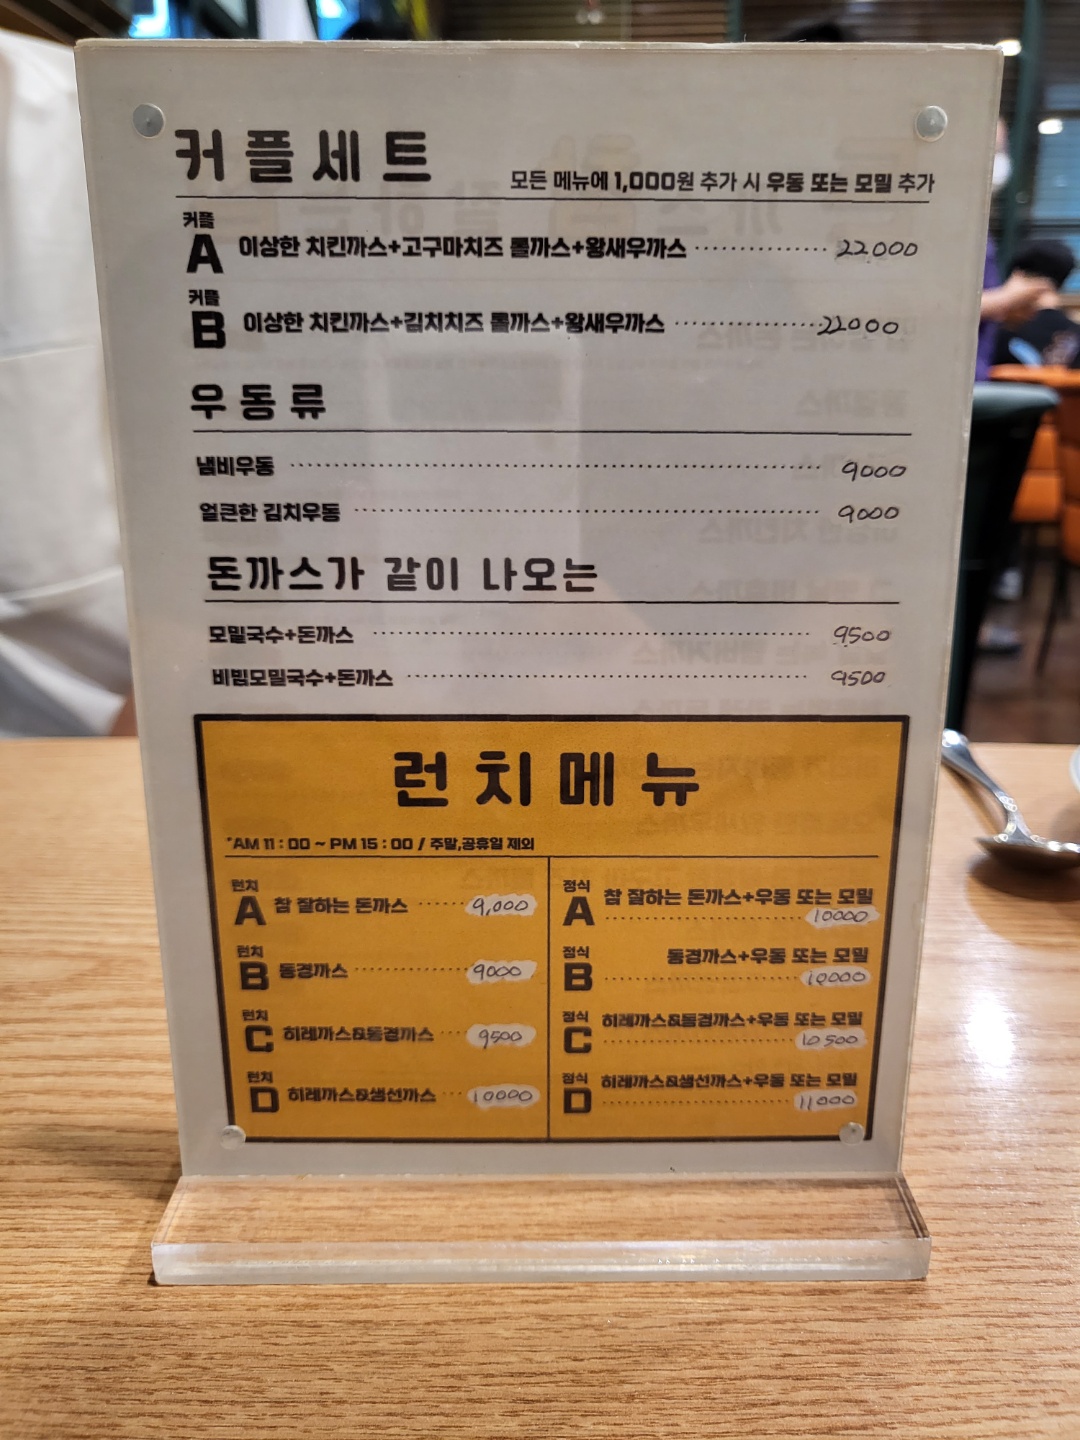 커플세트
모든 메뉴에 1,000원 추가 시 우동 또는 모밀 추가
커플
A 이상한 치킨까스+고구마치즈 롤까스+왕새우까스 22,000
커플
B 이상한 치킨까스+김치치즈 롤까스+왕새우까스 22000
우동류
냄비우동 9000
얼큰한 김치우동 9000
돈까스가 같이 나오는
모밀국수+돈까스 9500
비빔모밀국수+돈까스 9500
런치메뉴
*AM 11 : 00 ~ PM 15 : 00 / 주말,공휴일 제외
런치
A 참 잘하는 돈까스 9,000
런치
B 동경까스 9000
런치
C 히레까스&동경까스 9500
런치
D 히레까스&생선까스 10000
정식
A 참 잘하는 돈까스+우동 또는 모밀
10000
정식
B 동경까스+우동 또는 모밀
10000
정식
C 히레까스&동경까스+우동 또는 모밀
10500
정식
D 히레까스&생선까스+우동 또는 모밀
11000